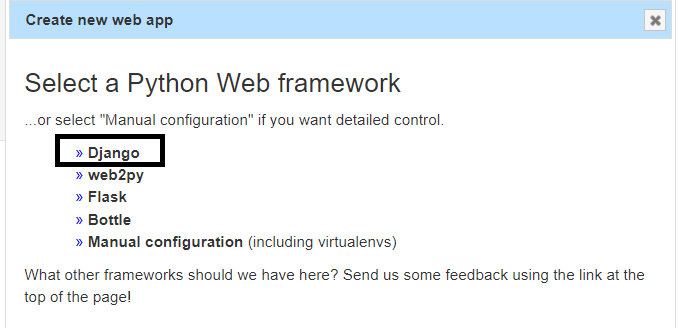 Create new web app
Select a Python Web framework
...or select "Manual configuration" if you want detailed control.
» Django
» web2py
» Flask
» Bottle
» Manual configuration (including virtualenvs)
What other frameworks should we have here? Send us some feedback using the link at the
top of the page!